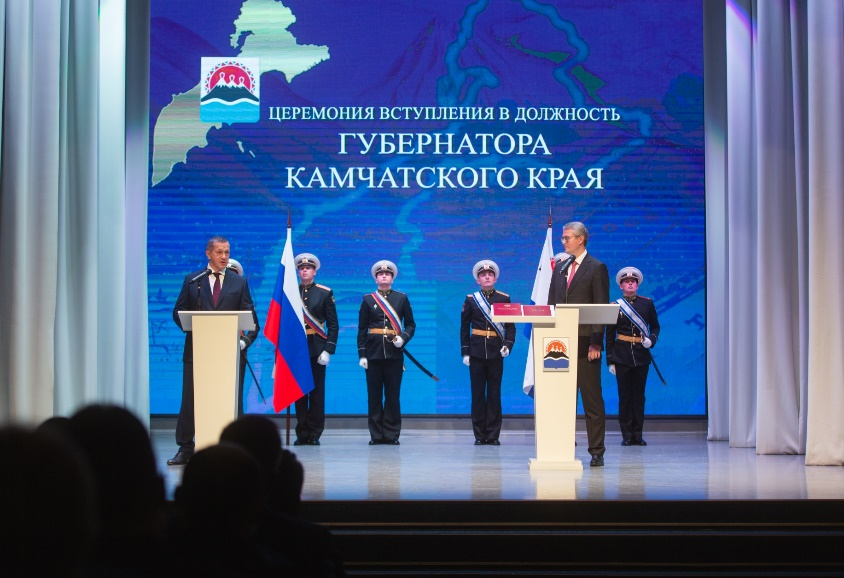 ЦЕРЕМОНИЯ ВСТУПЛЕНИЯ В ДОЛЖНОСТЬ
ГУБЕРНАТОРА
КАМЧАТСКОГО КРАЯ